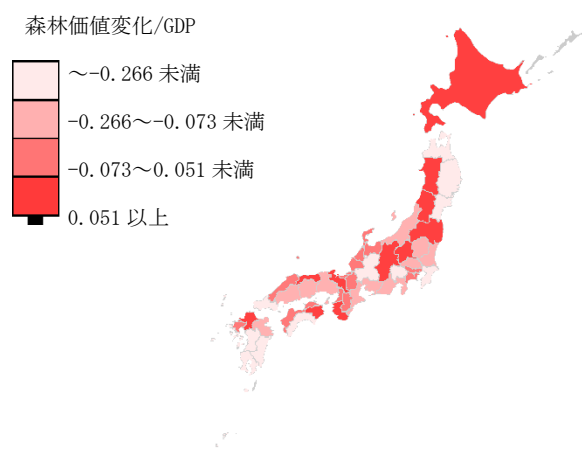 森林価値変化/GDP
～-0.266 未満
-0.266～-0.073 未満
-0.073～0.051 未満
0.051 以上